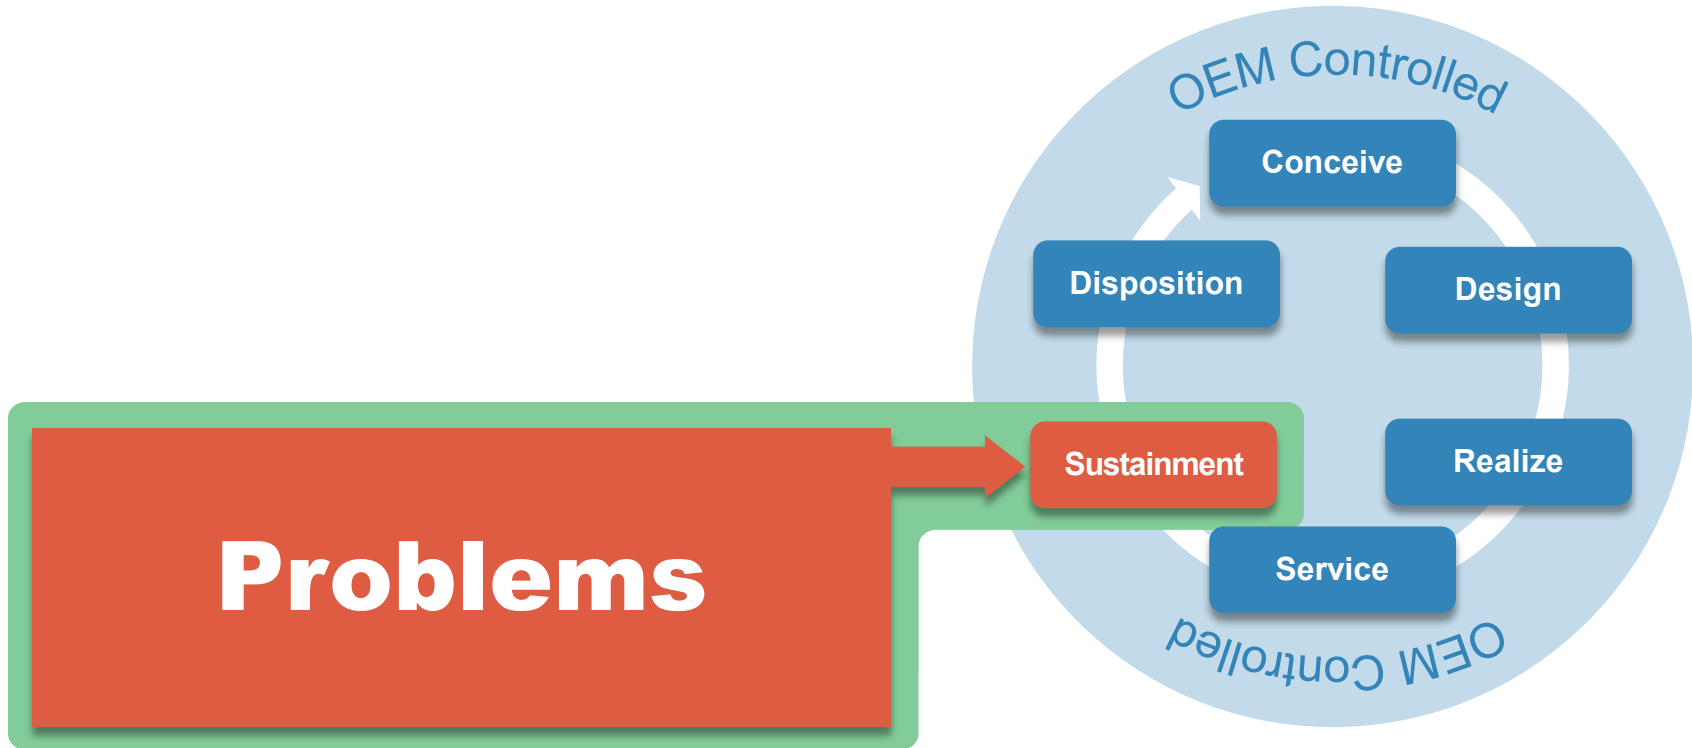 OEM Controlled
Conceive
Disposition
Design
Sustainment
Realize
Problems
Service
OEM Controlled